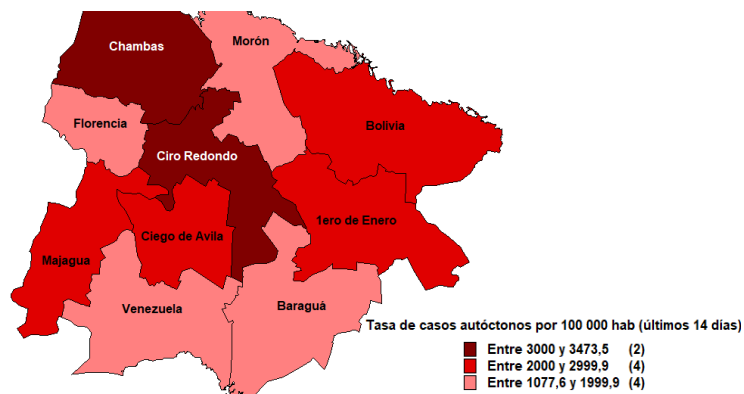 Chambas
Morón
Florencia
Bolivia
Ciro Redondo
1ero de Enero
Ciego de Avila
Majagua
Venezuela
Baraguá
Tasa de casos autóctonos por 100 000 hab (últimos 14 días)
Entre 3000 y 3473,5 (2)
Entre 2000 y 2999,9 (4)
Entre 1077,6 y 1999,9 (4)